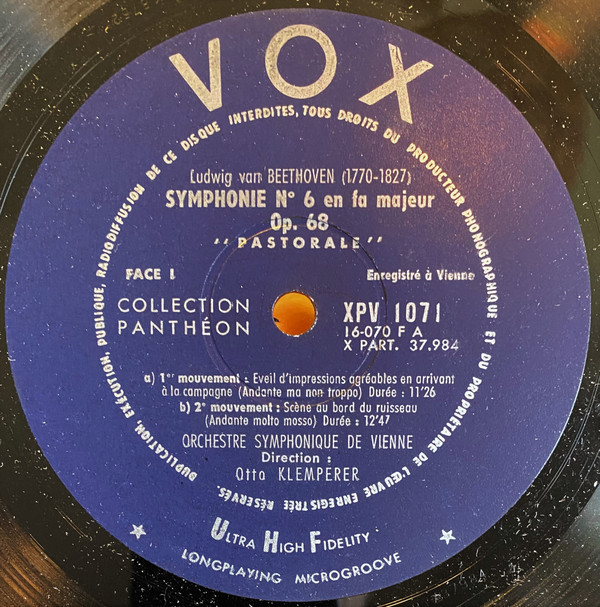 VOX
DUPLICATION, EXÉCUTION, PUBLIQUE, RADIODIFFUSION DE CE DISQUE INTERDITES, TOUS DROITS DU PRODUCTEUR PHONOGRAPHIQUE ET DU PROPRIÉTAIRE DE L'ŒUVRE ENREGISTRÉE RÉSERVÉS.
Ludwig van BEETHOVEN (1770-1827)
SYMPHONIE N° 6 en fa majeur
Op. 68
"PASTORALE"
FACE 1
Enregistré à Vienne
COLLECTION
PANTHÉON
XPV 1071
16-070 F A
X PART. 37.984
a) 1er mouvement : Eveil d'impressions agréables en arrivant
à la campagne (Andante ma non troppo) Durée : 11'26
b) 2e mouvement : Scène au bord du ruisseau
(Andante molto mosso) Durée : 12'47
ORCHESTRE SYMPHONIQUE DE VIENNE
Direction :
Otto KLEMPERER
ULTRA HIGH FIDELITY
LONGPLAYING MICROGROOVE